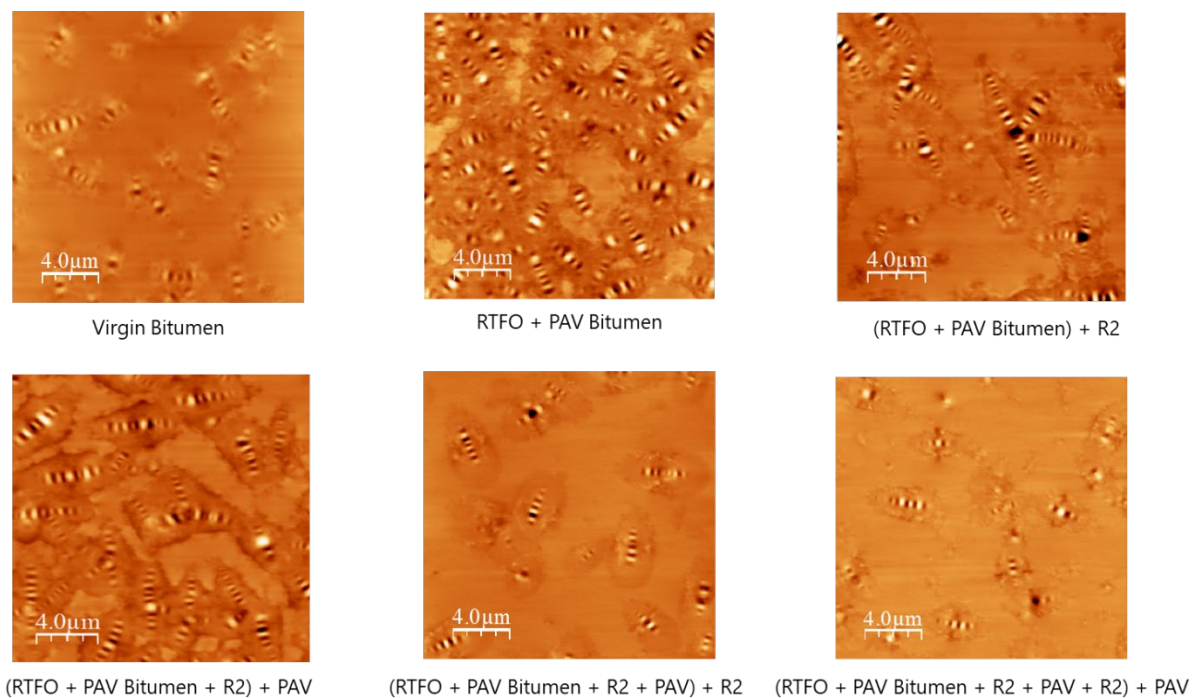 4.0μm
4.0μm
4.0μm
Virgin Bitumen
RTFO + PAV Bitumen
(RTFO + PAV Bitumen) + R2
4.0μm
4.0μm
4.0μm
(RTFO + PAV Bitumen + R2) + PAV
(RTFO + PAV Bitumen + R2 + PAV) + R2
(RTFO + PAV Bitumen + R2 + PAV + R2) + PAV